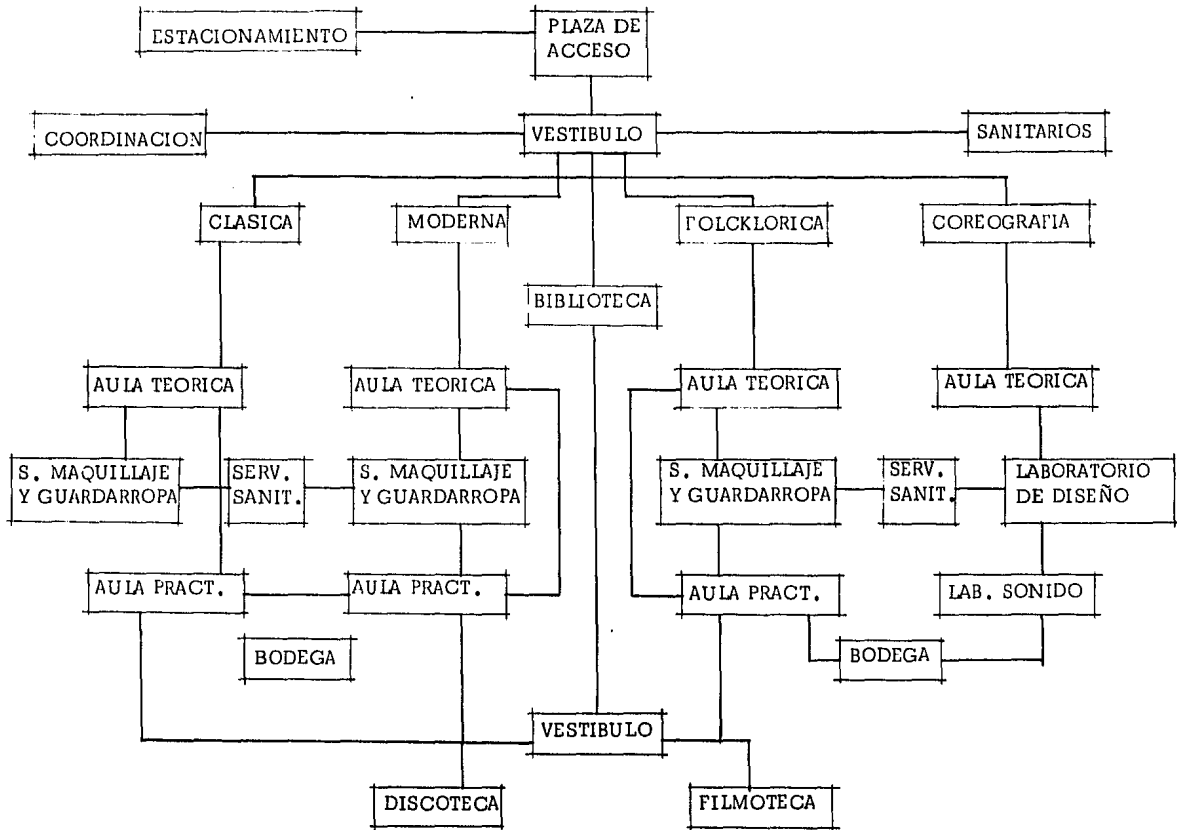 ESTACIONAMIENTO
PLAZA DE
ACCESO
COORDINACION
VESTIBULO
SANITARIOS
CLASICA
MODERNA
FOLCKLORICA
COREOGRAFIA
BIBLIOTECA
AULA TEORICA
AULA TEORICA
AULA TEORICA
AULA TEORICA
S. MAQUILLAJE
Y GUARDARROPA
SERV.
SANIT.
S. MAQUILLAJE
Y GUARDARROPA
S. MAQUILLAJE
Y GUARDARROPA
SERV.
SANIT.
LABORATORIO
DE DISEÑO
AULA PRACT.
AULA PRACT.
AULA PRACT.
LAB. SONIDO
BODEGA
BODEGA
VESTIBULO
DISCOTECA
FILMOTECA